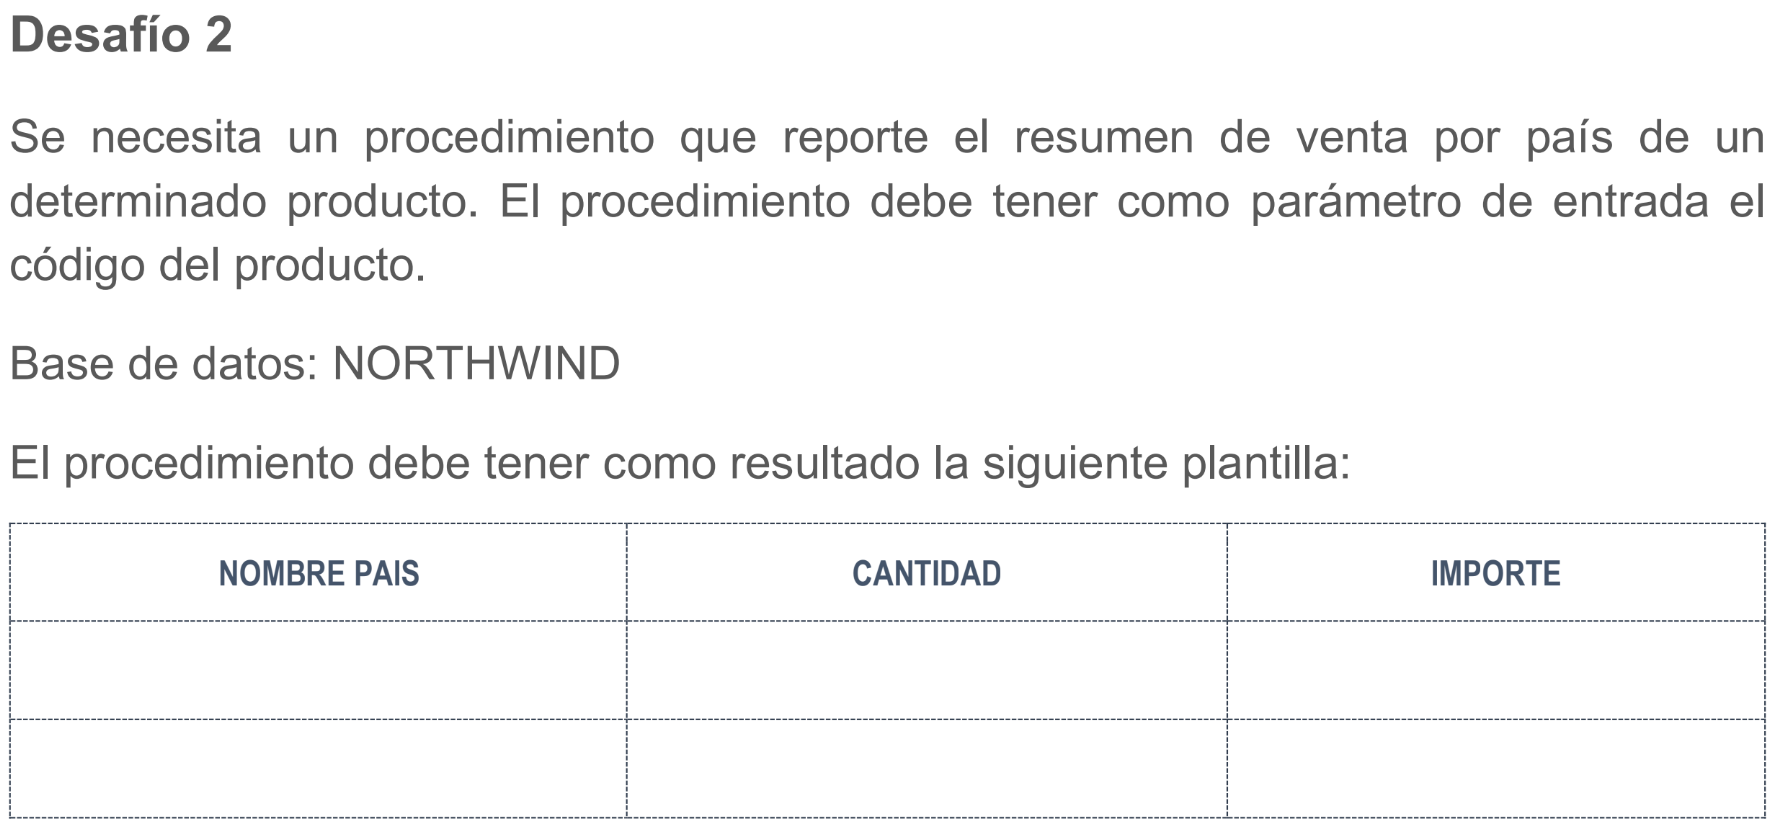 Desafío 2
Se necesita un procedimiento que reporte el resumen de venta por país de un
determinado producto. El procedimiento debe tener como parámetro de entrada el
código del producto.
Base de datos: NORTHWIND
El procedimiento debe tener como resultado la siguiente plantilla:
NOMBRE PAIS CANTIDAD IMPORTE